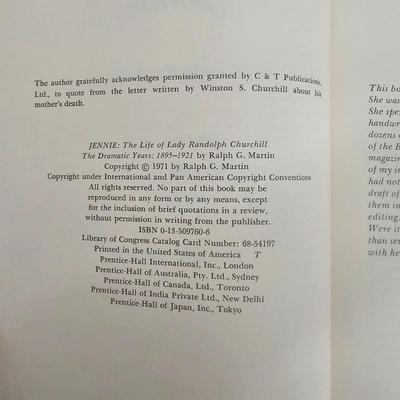 The author gratefully acknowledges permission granted by C & T Publications,
Ltd., to quote from the letter written by Winston S. Churchill about his
mother's death.
JENNIE: The Life of Lady Randolph Churchill
The Dramatic Years: 1895–1921 by Ralph G. Martin
Copyright © 1971 by Ralph G. Martin
Copyright under International and Pan American Copyright Conventions
All rights reserved. No part of this book may be
reproduced in any form or by any means, except
for the inclusion of brief quotations in a review,
without permission in writing from the publisher.
ISBN 0-13-509760-6
Library of Congress Catalog Card Number: 68-54197
Printed in the United States of America T
Prentice-Hall International, Inc., London
Prentice-Hall of Australia, Pty. Ltd., Sydney
Prentice-Hall of Canada, Ltd., Toronto
Prentice-Hall of India Private Ltd., New Delhi
Prentice-Hall of Japan, Inc., Tokyo
This bo
She was
She spe
handwr
dozens
of the B
magazin
of my in
had not
draft of
them in
editing.
Were it
than sev
with he